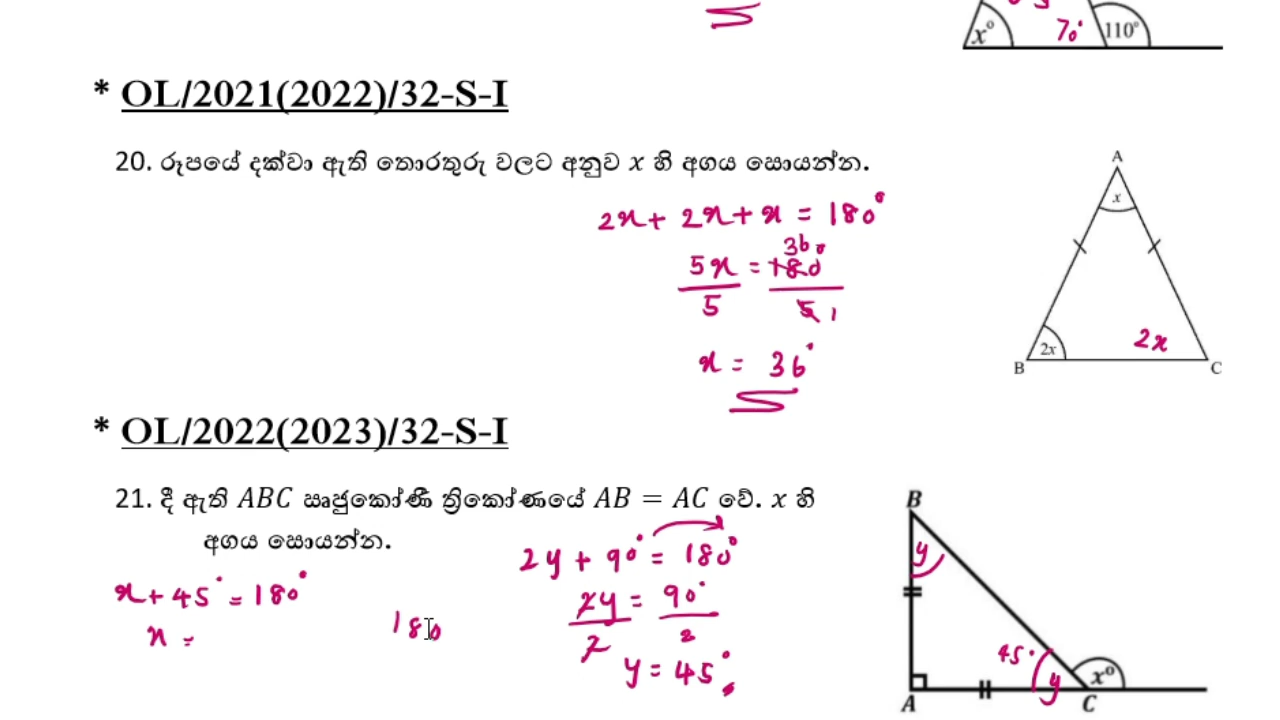 x° 70° 110°
* OL/2021(2022)/32-S-I
20. රූපයේ දක්වා ඇති තොරතුරු වලට අනුව x හි අගය සොයන්න.
A
x
2x + 2x + x = 180°
36
5x = 180
5 5 1
x = 36°
2x 2x
B C
* OL/2022(2023)/32-S-I
21. දී ඇති ABC ඍජුකෝණී ත්‍රිකෝණයේ AB = AC වේ. x හි
අගය සොයන්න.
B
y
2y + 90° = 180°
x + 45° = 180°
2y = 90°
2 2
x =
180
y = 45°
45° y x°
A C